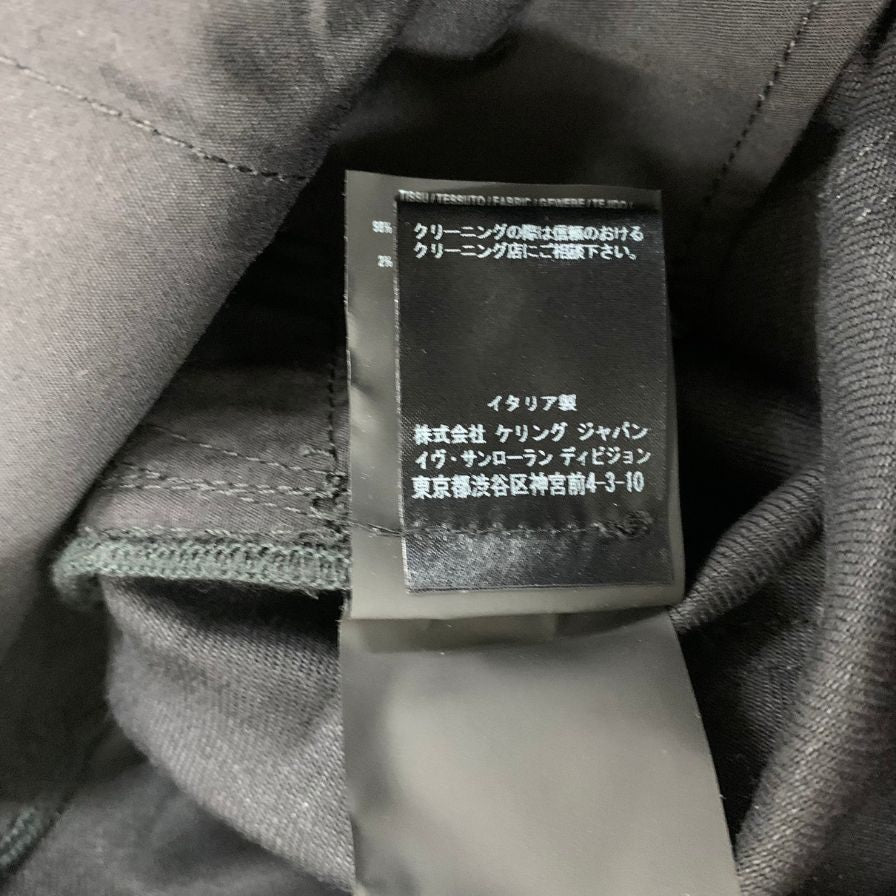 TISSU/TESSUTO/FABRIC/GEWEBE/TEJIDO/
98%
2%
クリーニングの際は信頼のおける
クリーニング店にご相談下さい。
イタリア製
株式会社 ケリング ジャパン
イヴ・サンローラン ディビジョン
東京都渋谷区神宮前4-3-10